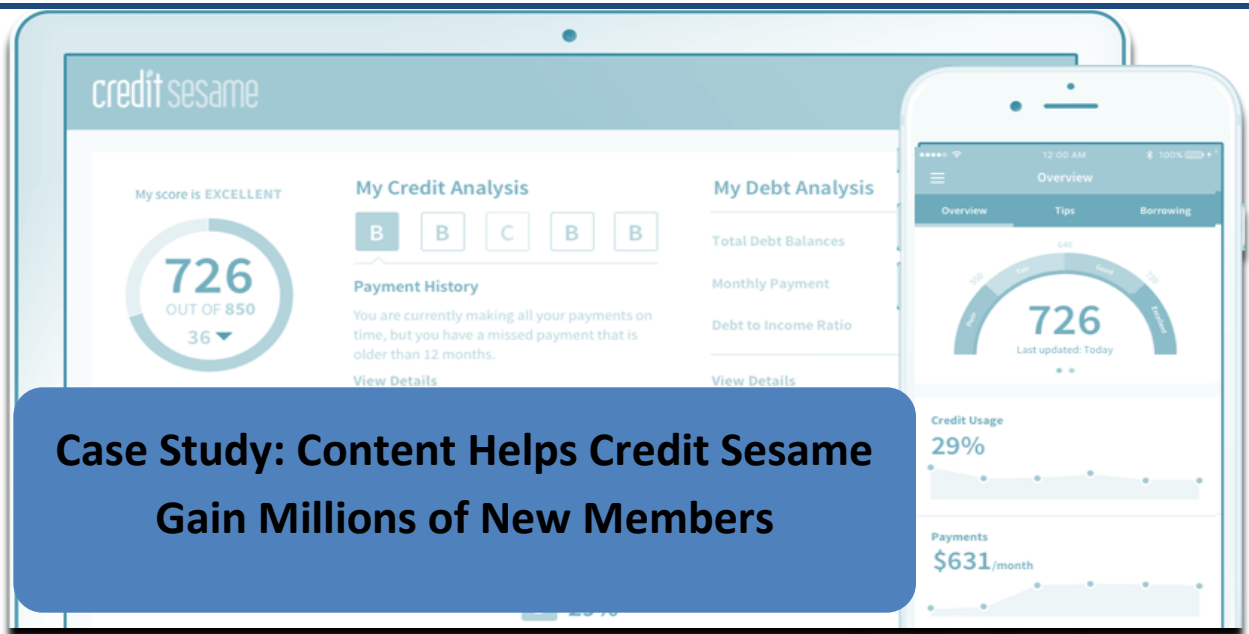 credit sesame
My score is EXCELLENT
726
OUT OF 850
36
My Credit Analysis
B B C B B
Payment History
You are currently making all your payments on
time, but you have a missed payment that is
older than 12 months.
View Details
My Debt Analysis
Total Debt Balances
Monthly Payment
Debt to Income Ratio
View Details
Case Study: Content Helps Credit Sesame
Gain Millions of New Members
12:00 AM
100%
Overview
Overview Tips Borrowing
640
550
Fair
Good
720
Poor
Excellent
726
Last updated: Today
Credit Usage
29%
Payments
$631/month